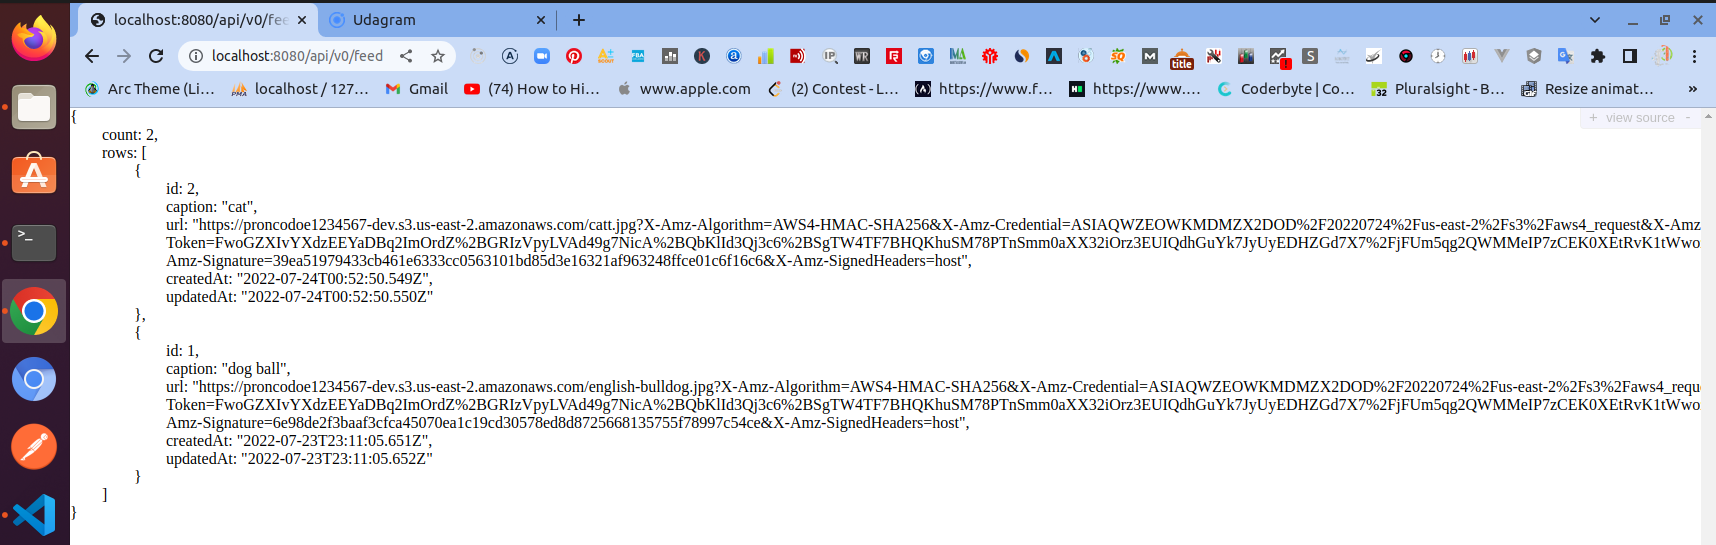 localhost:8080/api/v0/fee
Udagram
localhost:8080/api/v0/feed
Arc Theme (Li...
localhost / 127...
Gmail
(74) How to Hi...
www.apple.com
(2) Contest - L...
https://www.f...
https://www....
Coderbyte | Co...
Pluralsight - B...
Resize animat...
»
+ view source -
{
count: 2,
rows: [
{
id: 2,
caption: "cat",
url: "https://proncodoe1234567-dev.s3.us-east-2.amazonaws.com/catt.jpg?X-Amz-Algorithm=AWS4-HMAC-SHA256&X-Amz-Credential=ASIAQWZEOWKMDMZX2DOD%2F20220724%2Fus-east-2%2Fs3%2Faws4_request&X-Amz
Token=FwoGZXIvYXdzEEYaDBq2ImOrdZ%2BGRIzVpyLVAd49g7NicA%2BQbKlId3Qj3c6%2BSgTW4TF7BHQKhuSM78PTnSmm0aXX32iOrz3EUIQdhGuYk7JyUyEDHZGd7X7%2FjFUm5qg2QWMMeIP7zCEK0XEtRvK1tWwo
Amz-Signature=39ea51979433cb461e6333cc0563101bd85d3e16321af963248ffce01c6f16c6&X-Amz-SignedHeaders=host",
createdAt: "2022-07-24T00:52:50.549Z",
updatedAt: "2022-07-24T00:52:50.550Z"
},
{
id: 1,
caption: "dog ball",
url: "https://proncodoe1234567-dev.s3.us-east-2.amazonaws.com/english-bulldog.jpg?X-Amz-Algorithm=AWS4-HMAC-SHA256&X-Amz-Credential=ASIAQWZEOWKMDMZX2DOD%2F20220724%2Fus-east-2%2Fs3%2Faws4_requ
Token=FwoGZXIvYXdzEEYaDBq2ImOrdZ%2BGRIzVpyLVAd49g7NicA%2BQbKlId3Qj3c6%2BSgTW4TF7BHQKhuSM78PTnSmm0aXX32iOrz3EUIQdhGuYk7JyUyEDHZGd7X7%2FjFUm5qg2QWMMeIP7zCEK0XEtRvK1tWwo
Amz-Signature=6e98de2f3baaf3cfca45070ea1c19cd30578ed8d8725668135755f78997c54ce&X-Amz-SignedHeaders=host",
createdAt: "2022-07-23T23:11:05.651Z",
updatedAt: "2022-07-23T23:11:05.652Z"
}
]
}